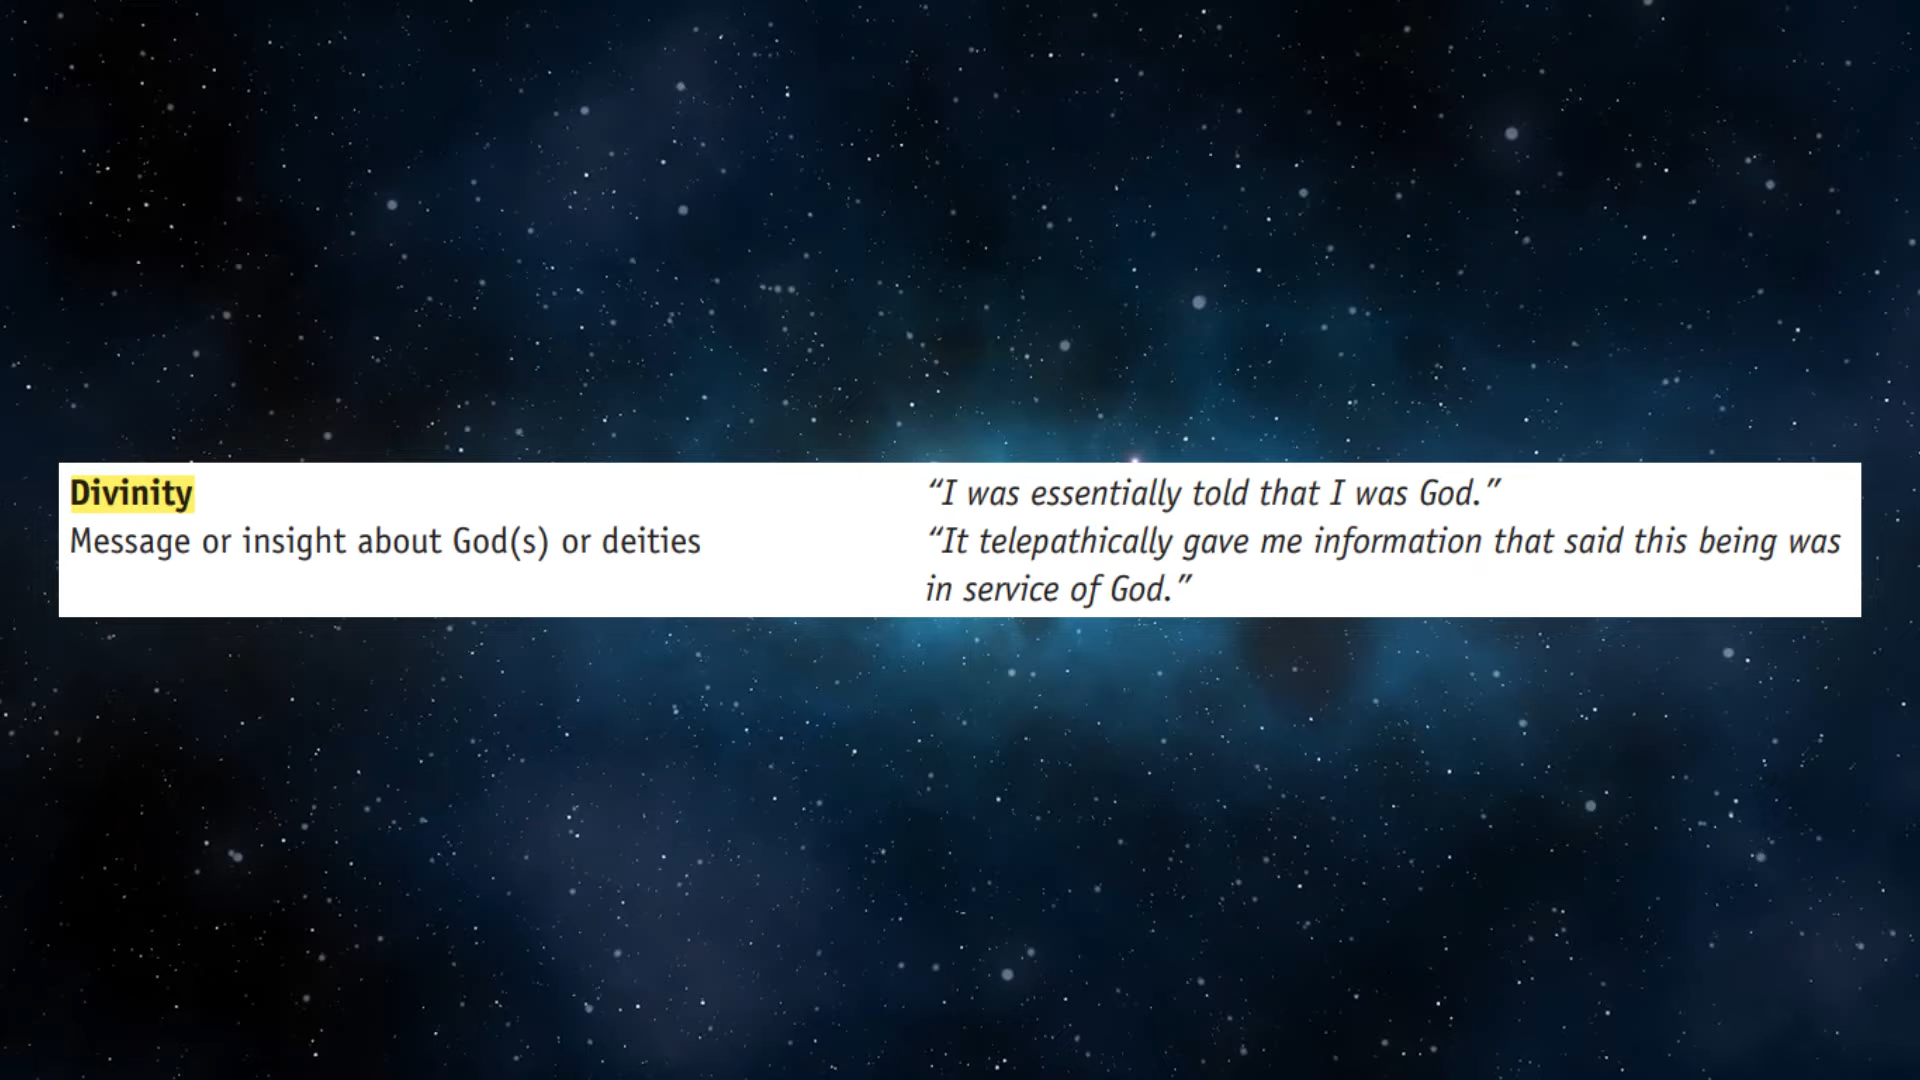 Divinity
Message or insight about God(s) or deities
“I was essentially told that I was God.”
“It telepathically gave me information that said this being was
in service of God.”